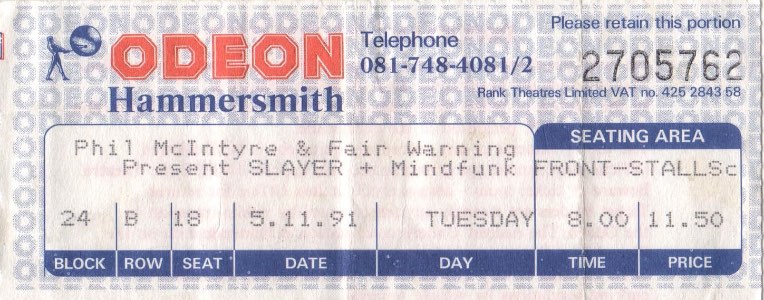 Please retain this portion
ODEON
Hammersmith
Telephone
081-748-4081/2
2705762
Rank Theatres Limited VAT no. 425 2843 58
SEATING AREA
Phil McIntyre & Fair Warning
Present SLAYER + Mindfunk FRONT-STALLSc
24 B 18 5.11.91 TUESDAY 8.00 11.50
BLOCK ROW SEAT DATE DAY TIME PRICE